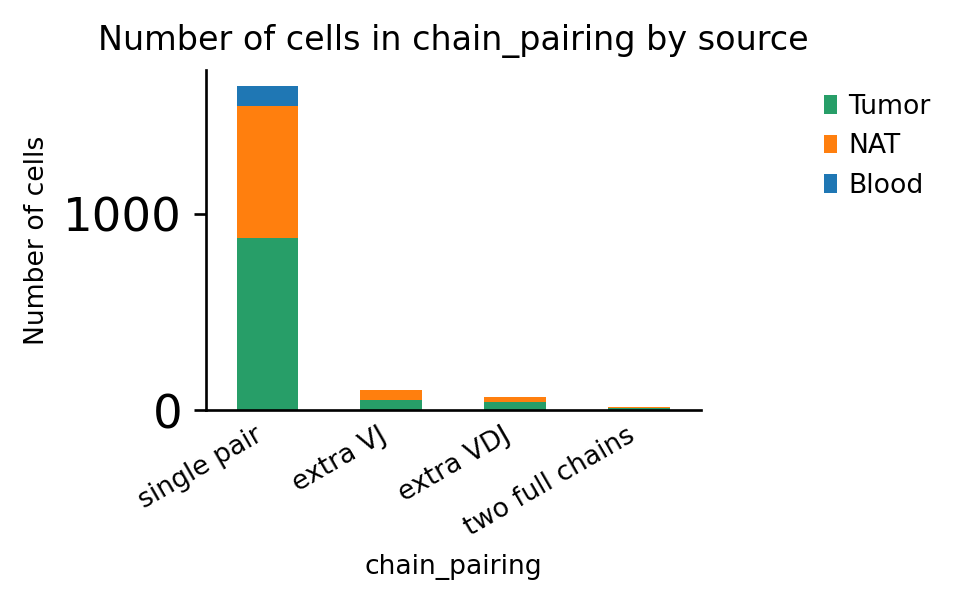 Number of cells in chain_pairing by source
Tumor
NAT
Blood
Number of cells
1000
0
single pair
extra VJ
extra VDJ
two full chains
chain_pairing